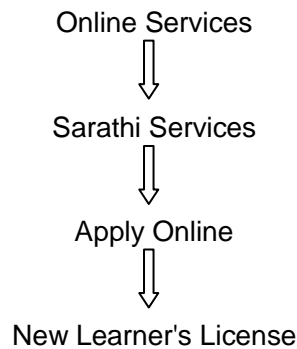 Online Services
Sarathi Services
Apply Online
New Learner's License